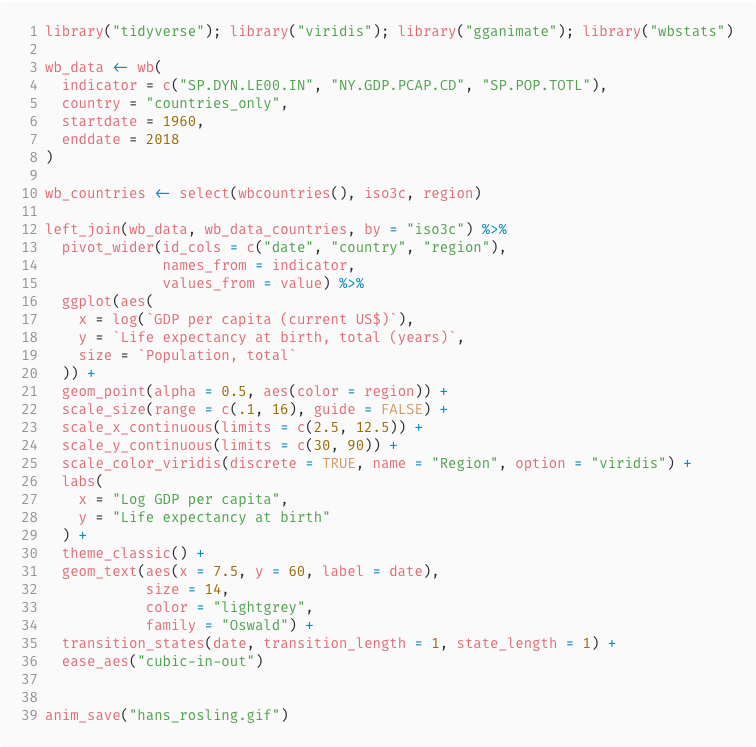 1 library("tidyverse"); library("viridis"); library("gganimate"); library("wbstats")
2
3 wb_data <- wb(
4   indicator = c("SP.DYN.LE00.IN", "NY.GDP.PCAP.CD", "SP.POP.TOTL"),
5   country = "countries_only",
6   startdate = 1960,
7   enddate = 2018
8 )
9
10 wb_countries <- select(wbcountries(), iso3c, region)
11
12 left_join(wb_data, wb_data_countries, by = "iso3c") %>%
13   pivot_wider(id_cols = c("date", "country", "region"),
14               names_from = indicator,
15               values_from = value) %>%
16   ggplot(aes(
17     x = log(`GDP per capita (current US$)`),
18     y = `Life expectancy at birth, total (years)`,
19     size = `Population, total`
20   )) +
21   geom_point(alpha = 0.5, aes(color = region)) +
22   scale_size(range = c(.1, 16), guide = FALSE) +
23   scale_x_continuous(limits = c(2.5, 12.5)) +
24   scale_y_continuous(limits = c(30, 90)) +
25   scale_color_viridis(discrete = TRUE, name = "Region", option = "viridis") +
26   labs(
27     x = "Log GDP per capita",
28     y = "Life expectancy at birth"
29   ) +
30   theme_classic() +
31   geom_text(aes(x = 7.5, y = 60, label = date),
32             size = 14,
33             color = "lightgrey",
34             family = "Oswald") +
35   transition_states(date, transition_length = 1, state_length = 1) +
36   ease_aes("cubic-in-out")
37
38
39 anim_save("hans_rosling.gif")